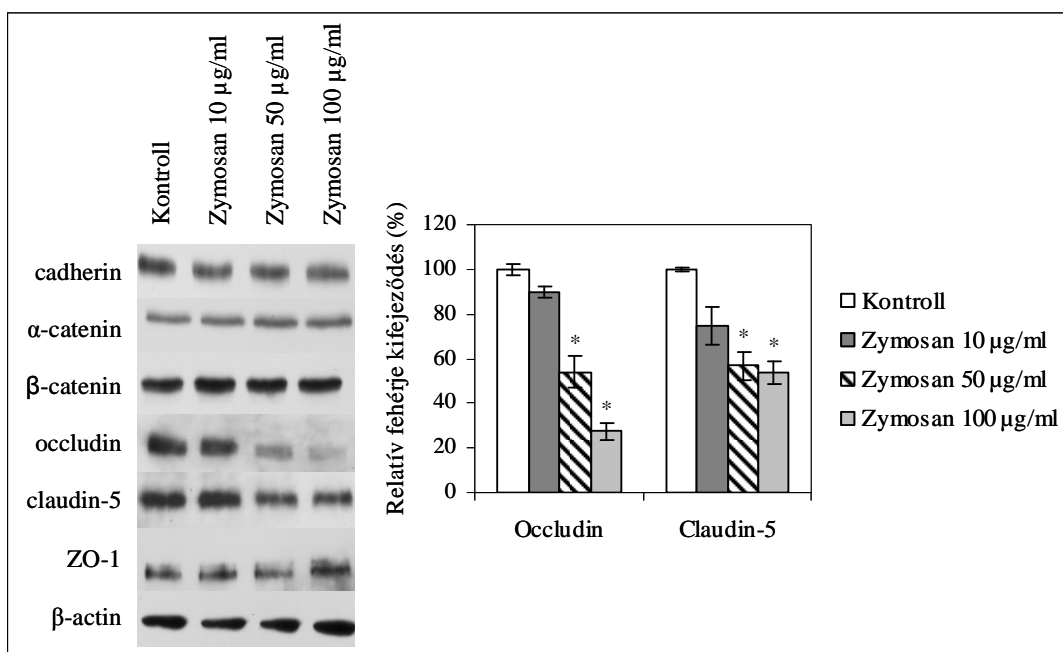 Kontroll
Zymosan 10 µg/ml
Zymosan 50 µg/ml
Zymosan 100 µg/ml
cadherin
α-catenin
β-catenin
occludin
claudin-5
ZO-1
β-actin
Relatív fehérje kifejeződés (%)
120
100
80
60
40
20
0
*
*
*
*
Occludin
Claudin-5
Kontroll
Zymosan 10 µg/ml
Zymosan 50 µg/ml
Zymosan 100 µg/ml